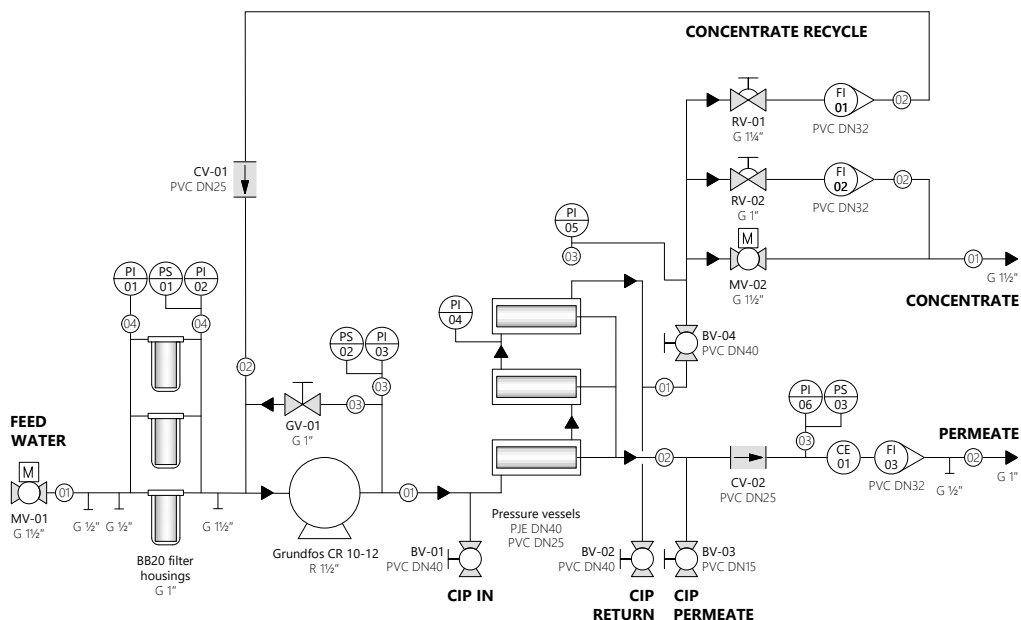 CONCENTRATE RECYCLE
FI
01
02
RV-01
G 1¼"
PVC DN32
CV-01
PVC DN25
FI
02
02
RV-02
G 1"
PVC DN32
PI
05
03
M
MV-02
G 1½"
01
G 1½"
CONCENTRATE
PI
01
PS
01
PI
02
04
04
PI
04
PS
02
PI
03
BV-04
PVC DN40
02
03
03
01
GV-01
G 1"
PI
06
PS
03
FEED
WATER
PERMEATE
M
01
MV-01
G 1½"
G ½"
G ½"
G 1½"
01
02
03
CE
01
FI
03
02
CV-02
PVC DN25
PVC DN32
G ½"
G 1"
BB20 filter
housings
G 1"
Grundfos CR 10-12
R 1½"
Pressure vessels
PJE DN40
PVC DN25
BV-01
PVC DN40
CIP IN
BV-02
PVC DN40
CIP
RETURN
BV-03
PVC DN15
CIP
PERMEATE